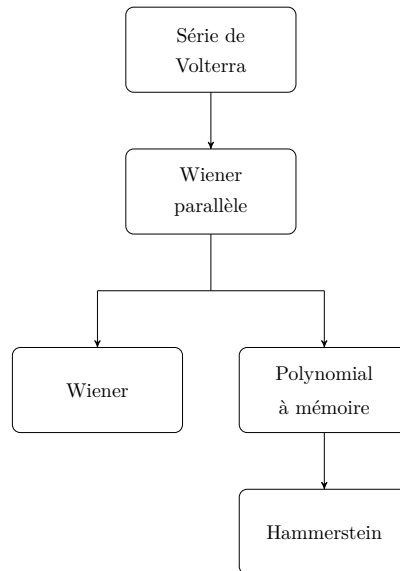 Série de
Volterra
Wiener
parallèle
Wiener
Polynomial
à mémoire
Hammerstein